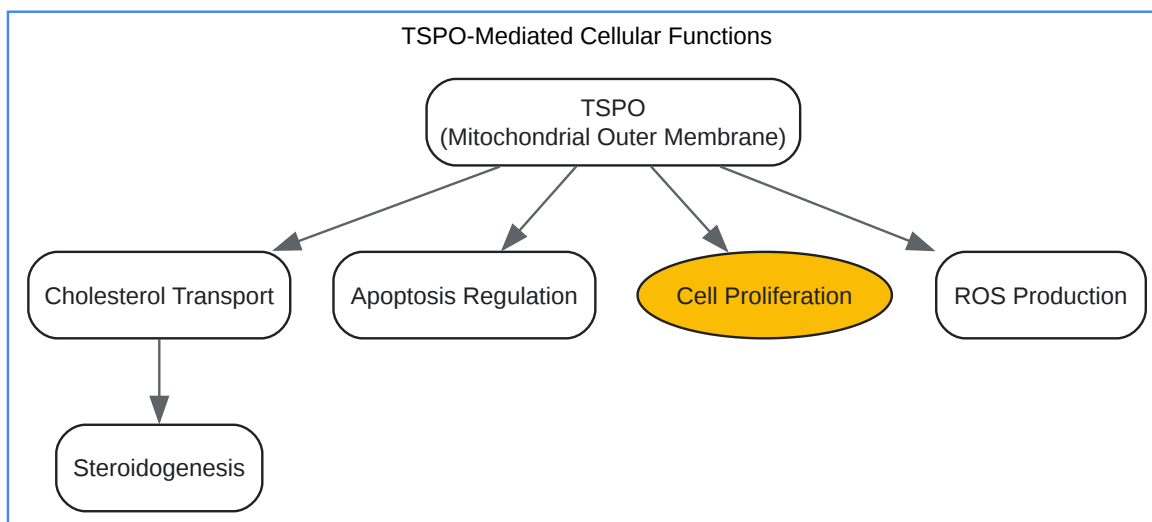 TSPO-Mediated Cellular Functions
TSPO
(Mitochondrial Outer Membrane)
Cholesterol Transport
Apoptosis Regulation
Cell Proliferation
ROS Production
Steroidogenesis